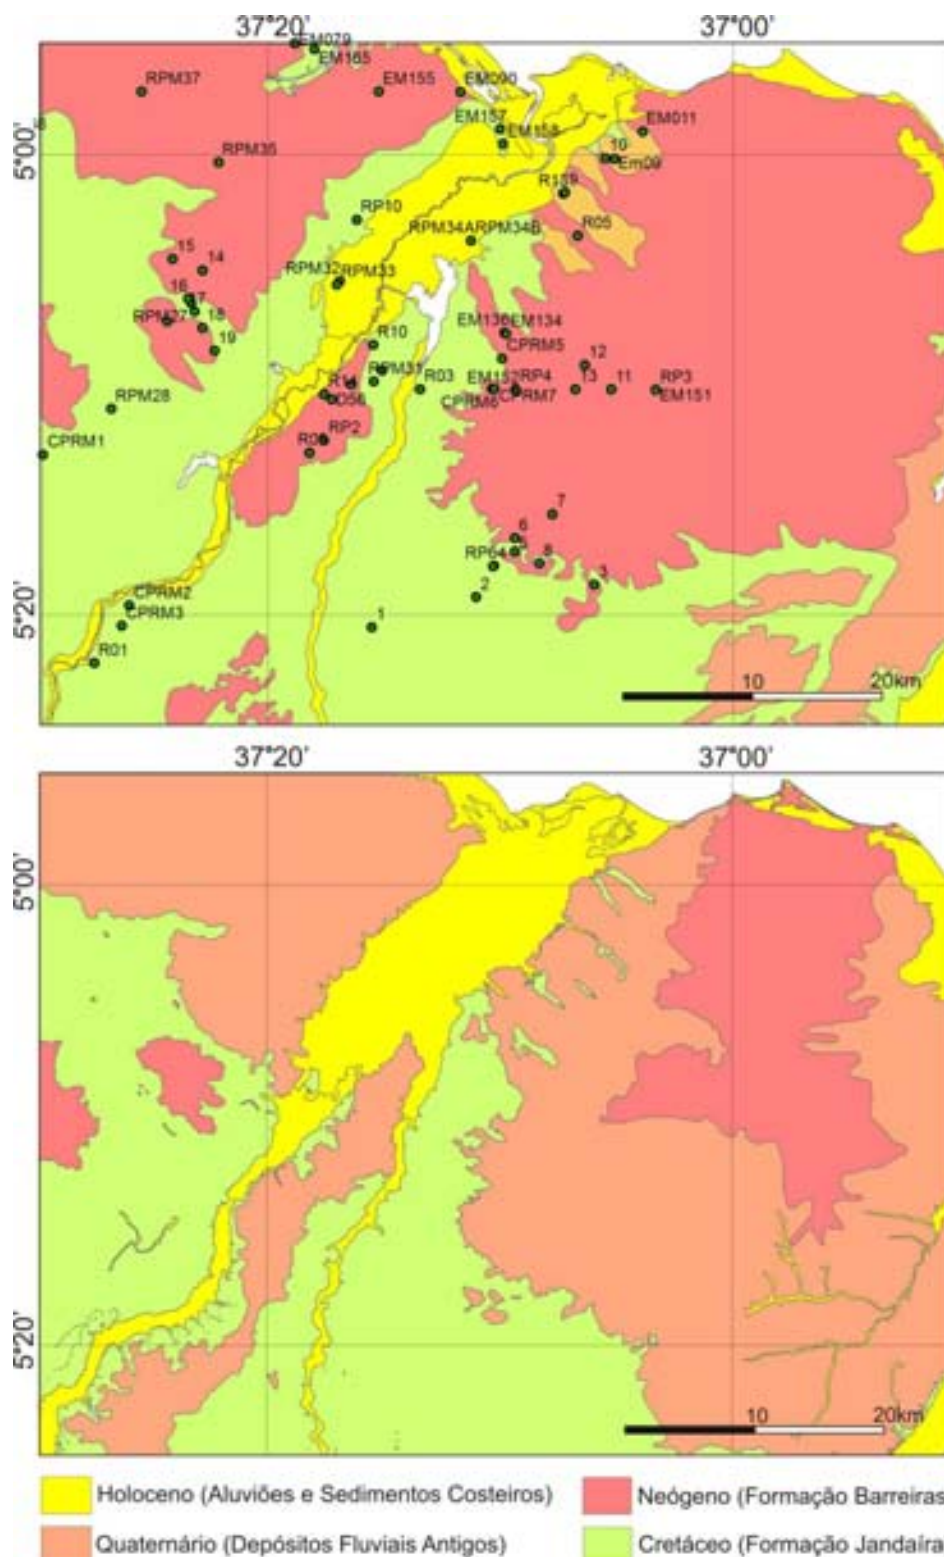 37°20' 37°00'
EM079
EM165
RPM37
EM155
EM090
EM157
EM158
EM011
5°00'
10
Em09
RPM35
R139
RP10
R05
RPM34ARPM34B
15
14
RPM32
RPM33
16
17
18
RPM27
EM136
EM134
19
R10
CPRM5
12
RPM31
R03
EM152
RP4
13
11
RP3
R11
D56
CPRM6
CPRM7
EM151
RPM28
RP2
CPRM1
7
6
5
RP64
8
2
3
CPRM2
CPRM3
1
5°20'
R01
10 20km
37°20' 37°00'
5°00'
5°20'
10 20km
Holoceno (Aluviões e Sedimentos Costeiros)
Neógeno (Formação Barreiras
Quaternário (Depósitos Fluviais Antigos)
Cretáceo (Formação Jandaíra